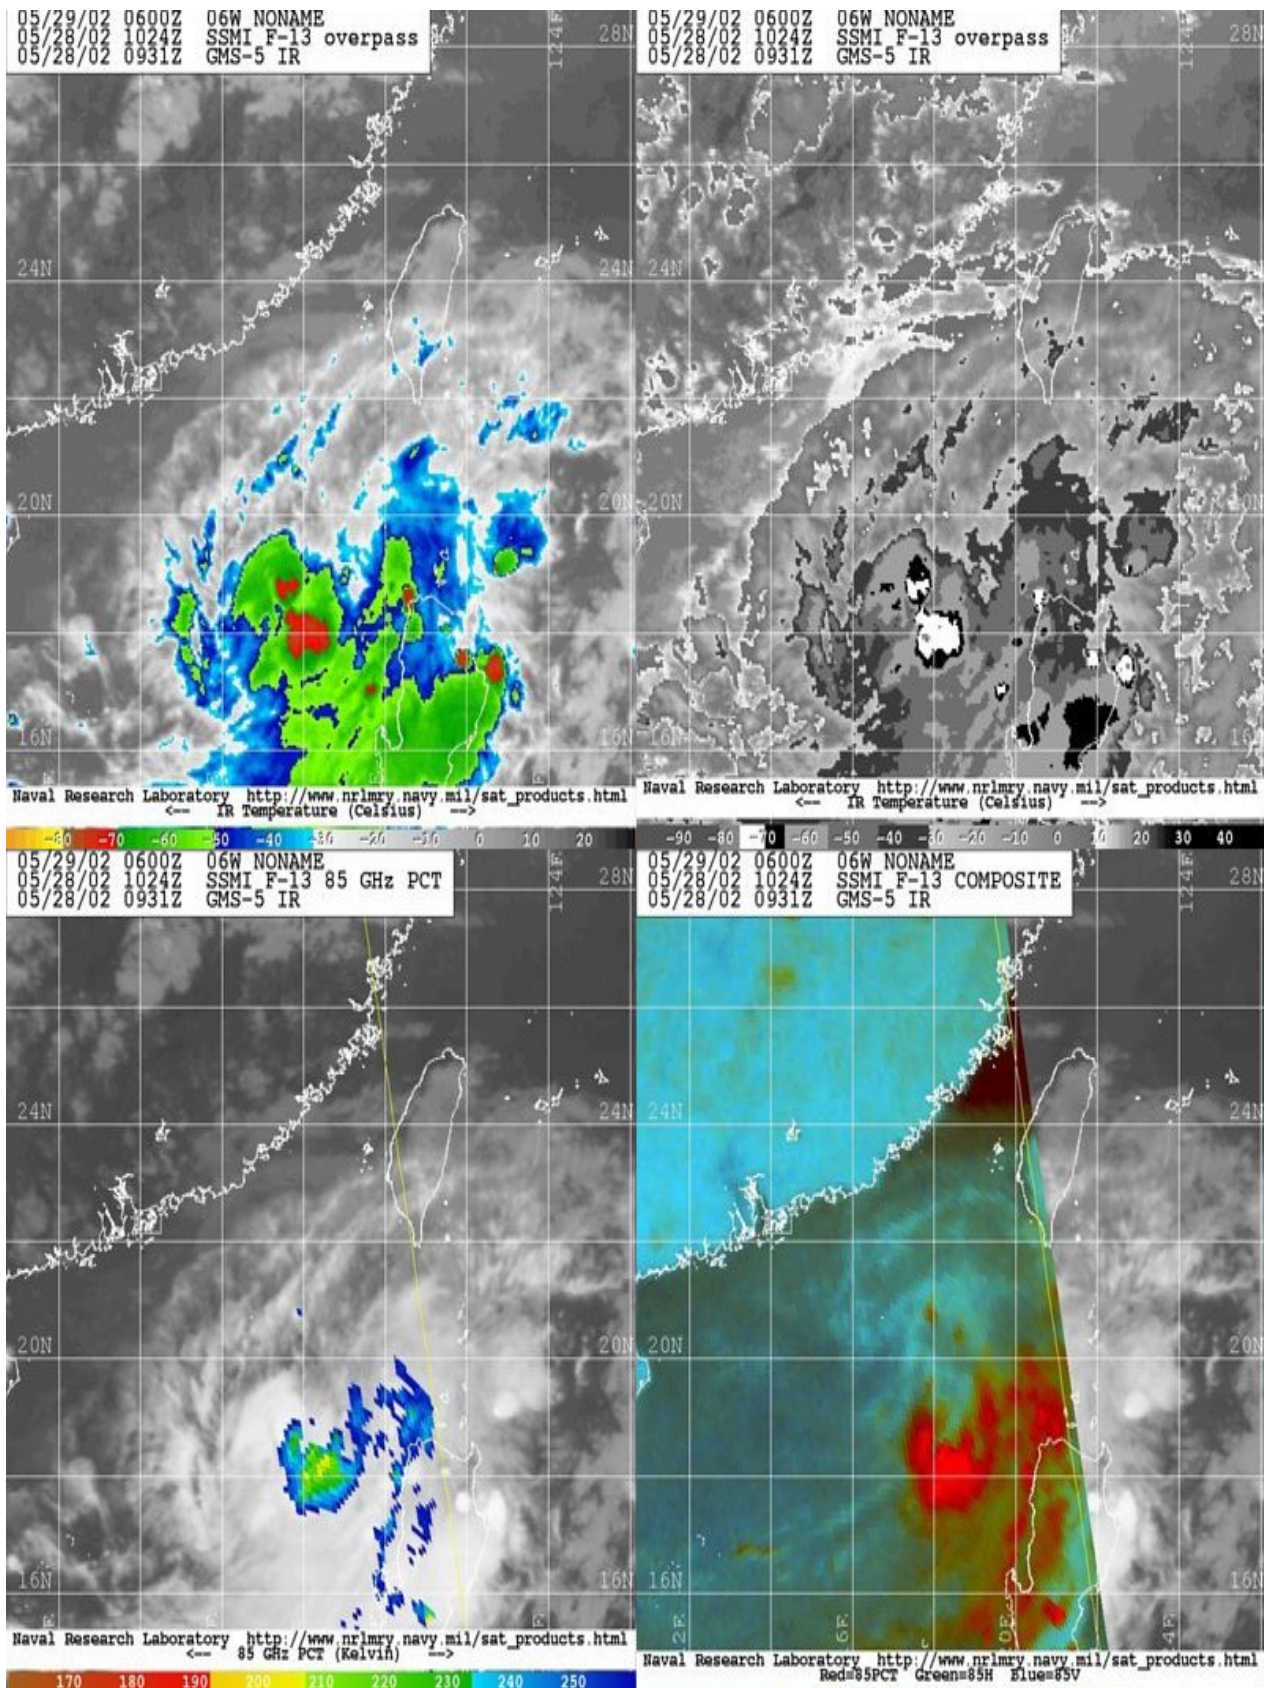 05/29/02 0600Z 06W NONAME
05/28/02 1024Z SSMI F-13 overpass
05/28/02 0931Z GMS-5 IR
124E
28N
24N
24N
20N
20N
16N
16N
Naval Research Laboratory http://www.nrlmry.navy.mil/sat_products.html
<-- IR Temperature (Celsius) -->
-80 -70 -60 -50 -40 -30 -20 -10 0 10 20
05/29/02 0600Z 06W NONAME
05/28/02 1024Z SSMI F-13 overpass
05/28/02 0931Z GMS-5 IR
124E
28N
24N
24N
20N
20N
16N
Naval Research Laboratory http://www.nrlmry.navy.mil/sat_products.html
<-- IR Temperature (Celsius) -->
-90 -80 -70 -60 -50 -40 -30 -20 -10 0 10 20 30 40
05/29/02 0600Z 06W NONAME
05/28/02 1024Z SSMI F-13 85 GHz PCT
05/28/02 0931Z GMS-5 IR
124E
28N
24N
24N
20N
20N
16N
16N
Naval Research Laboratory http://www.nrlmry.navy.mil/sat_products.html
<-- 85 GHz PCT (Kelvin) -->
170 180 190 200 210 220 230 240 250
05/29/02 0600Z 06W NONAME
05/28/02 1024Z SSMI F-13 COMPOSITE
05/28/02 0931Z GMS-5 IR
124E
28N
24N
24N
20N
20N
16N
16N
Naval Research Laboratory http://www.nrlmry.navy.mil/sat_products.html
Red=85PCT Green=85H Blue=85V